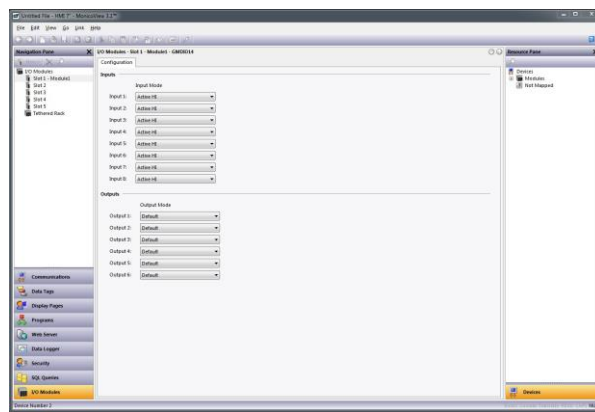 Untitled File - HMI 7" - MonicoView 3.2™
File Edit View Go Link Help
Navigation Pane
I/O Modules - Slot 1 - Module1 - GMDIO14
Resource Pane
Configuration
I/O Modules
Slot 1 - Module1
Slot 2
Slot 3
Slot 4
Slot 5
Tethered Rack
Devices
Modules
Not Mapped
Inputs
Input Mode
Input 1: Active HI
Input 2: Active HI
Input 3: Active HI
Input 4: Active HI
Input 5: Active HI
Input 6: Active HI
Input 7: Active HI
Input 8: Active HI
Outputs
Output Mode
Output 1: Default
Output 2: Default
Output 3: Default
Output 4: Default
Output 5: Default
Output 6: Default
Communications
Data Tags
Display Pages
Programs
Web Server
Data Logger
Security
SQL Queries
I/O Modules
Devices
Device Number 2